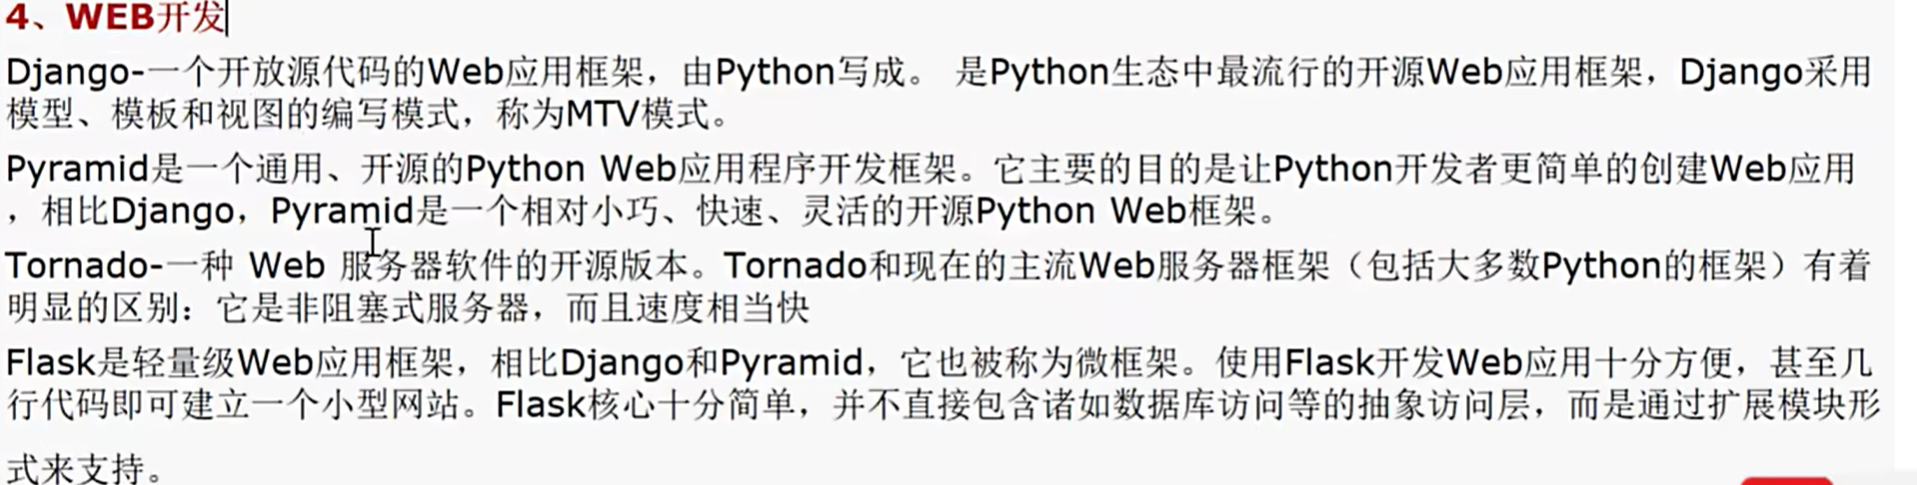 4、WEB开发
Django-一个开放源代码的Web应用框架，由Python写成。 是Python生态中最流行的开源Web应用框架，Django采用
模型、模板和视图的编写模式，称为MTV模式。
Pyramid是一个通用、开源的Python Web应用程序开发框架。它主要的目的是让Python开发者更简单的创建Web应用
，相比Django，Pyramid是一个相对小巧、快速、灵活的开源Python Web框架。
Tornado-一种 Web 服务器软件的开源版本。Tornado和现在的主流Web服务器框架（包括大多数Python的框架）有着
明显的区别：它是非阻塞式服务器，而且速度相当快
Flask是轻量级Web应用框架，相比Django和Pyramid，它也被称为微框架。使用Flask开发Web应用十分方便，甚至几
行代码即可建立一个小型网站。Flask核心十分简单，并不直接包含诸如数据库访问等的抽象访问层，而是通过扩展模块形
式来支持。